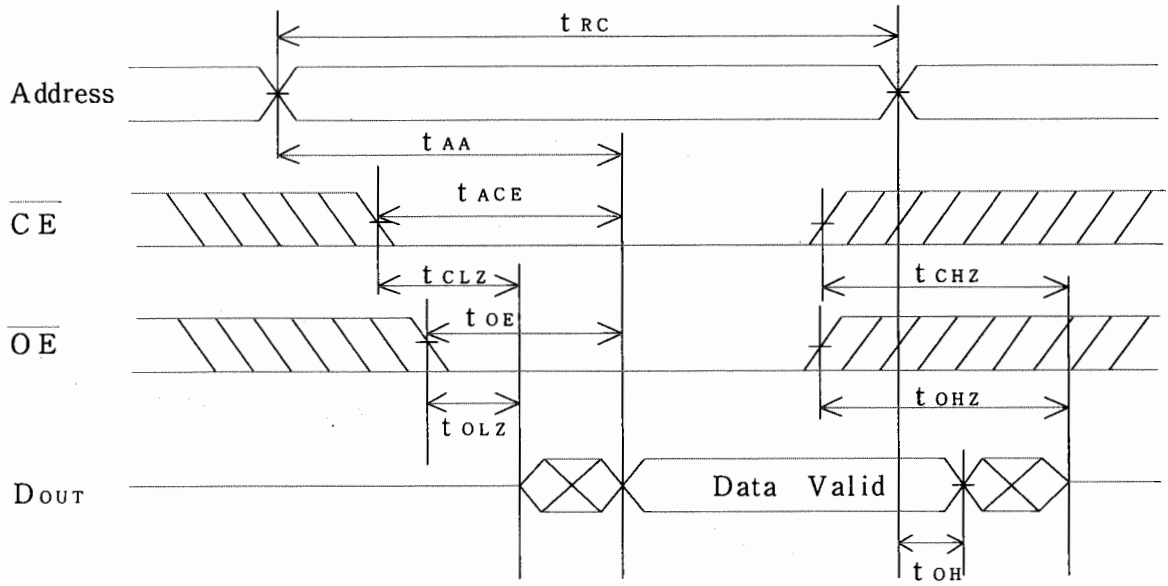 t RC
Address
t AA
CE
t ACE
t CLZ
t CHZ
OE
t OE
t OLZ
t OHZ
DOUT
Data Valid
t OH